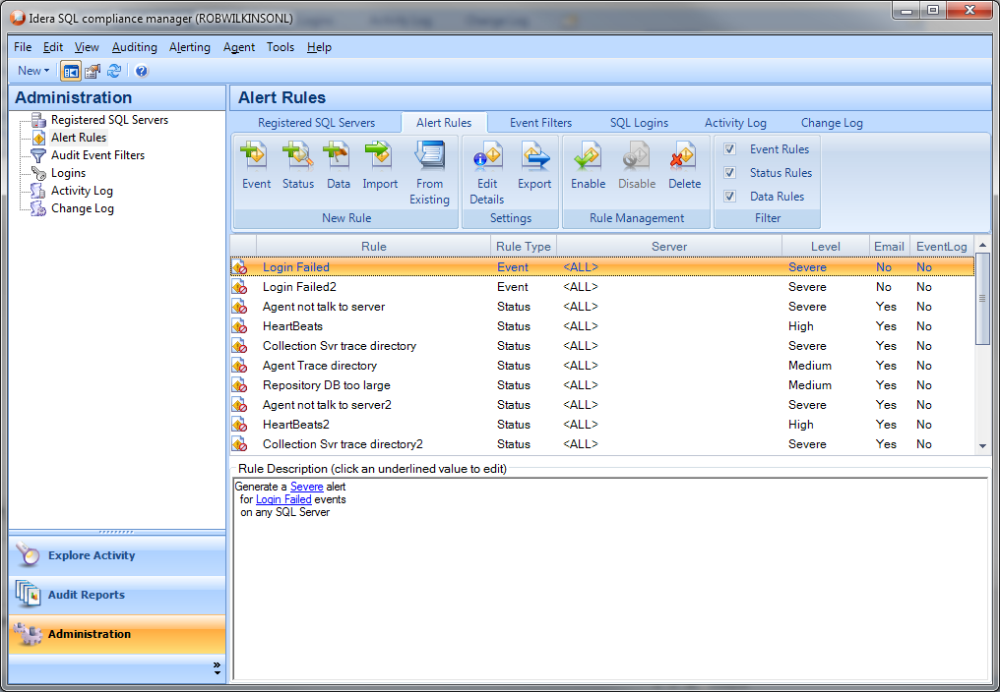 Idera SQL compliance manager (ROBWILKINSONL)
File Edit View Auditing Alerting Agent Tools Help
New
Administration
Registered SQL Servers
Alert Rules
Audit Event Filters
Logins
Activity Log
Change Log
Explore Activity
Audit Reports
Administration
Alert Rules
Registered SQL Servers Alert Rules Event Filters SQL Logins Activity Log Change Log
Event Status Data Import From Existing
New Rule
Edit Details Export
Settings
Enable Disable Delete
Rule Management
Event Rules
Status Rules
Data Rules
Filter
Rule Rule Type Server Level Email EventLog
Login Failed Event <ALL> Severe No No
Login Failed2 Event <ALL> Severe No No
Agent not talk to server Status <ALL> Severe Yes No
HeartBeats Status <ALL> High Yes No
Collection Svr trace directory Status <ALL> Severe Yes No
Agent Trace directory Status <ALL> Medium Yes No
Repository DB too large Status <ALL> Medium Yes No
Agent not talk to server2 Status <ALL> Severe Yes No
HeartBeats2 Status <ALL> High Yes No
Collection Svr trace directory2 Status <ALL> Severe Yes No
Rule Description (click an underlined value to edit)
Generate a Severe alert
for Login Failed events
on any SQL Server